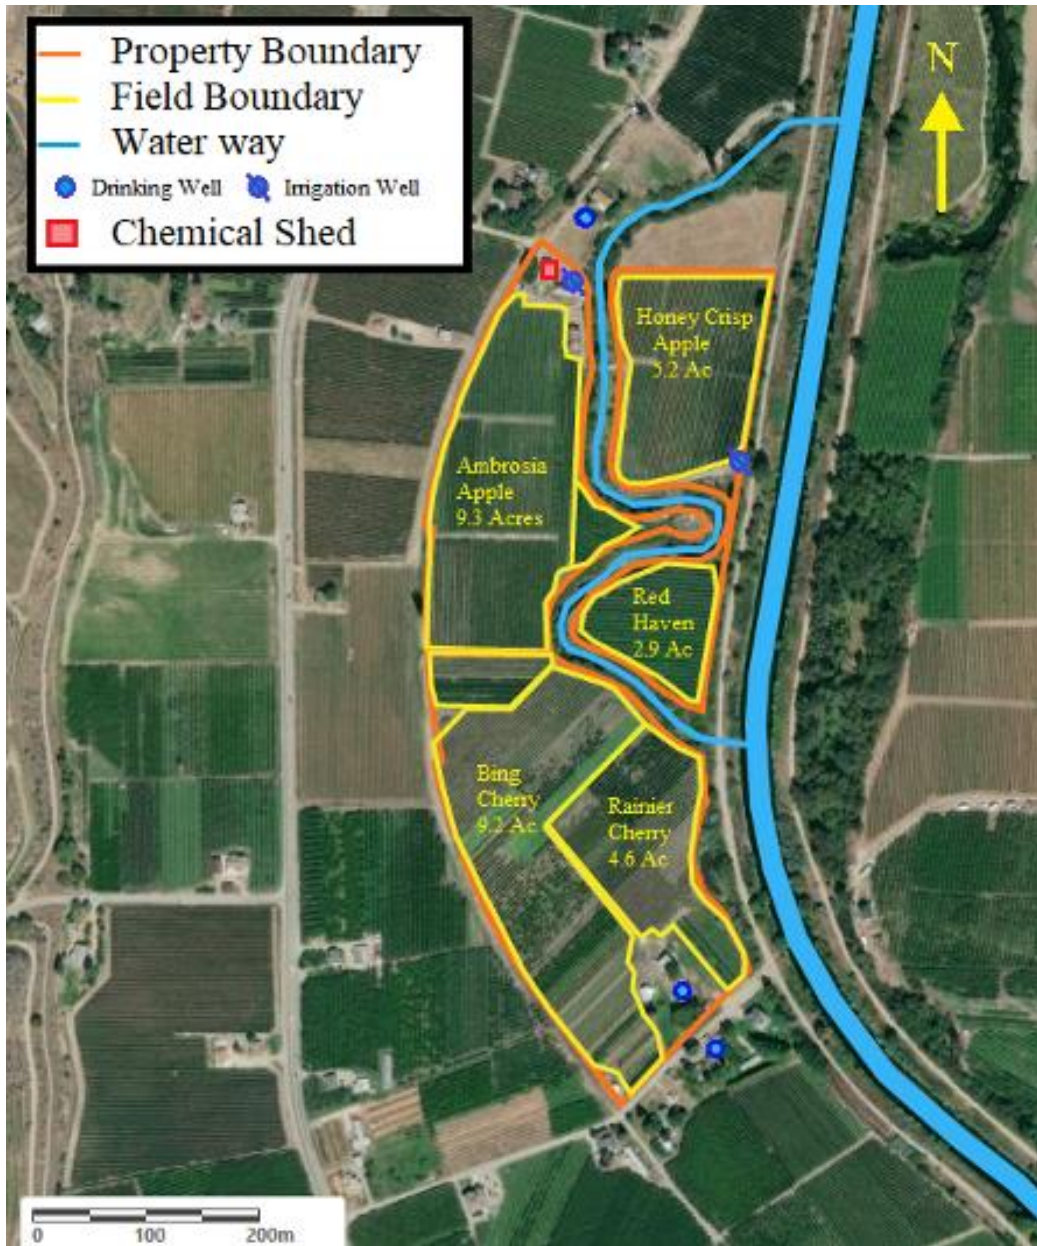 Property Boundary
Field Boundary
Water way
Drinking Well Irrigation Well
Chemical Shed
N
Honey Crisp
Apple
5.2 Ac
Ambrosia
Apple
9.3 Acres
Red
Haven
2.9 Ac
Bing
Cherry
9.2 Ac
Rainier
Cherry
4.6 Ac
0 100 200m